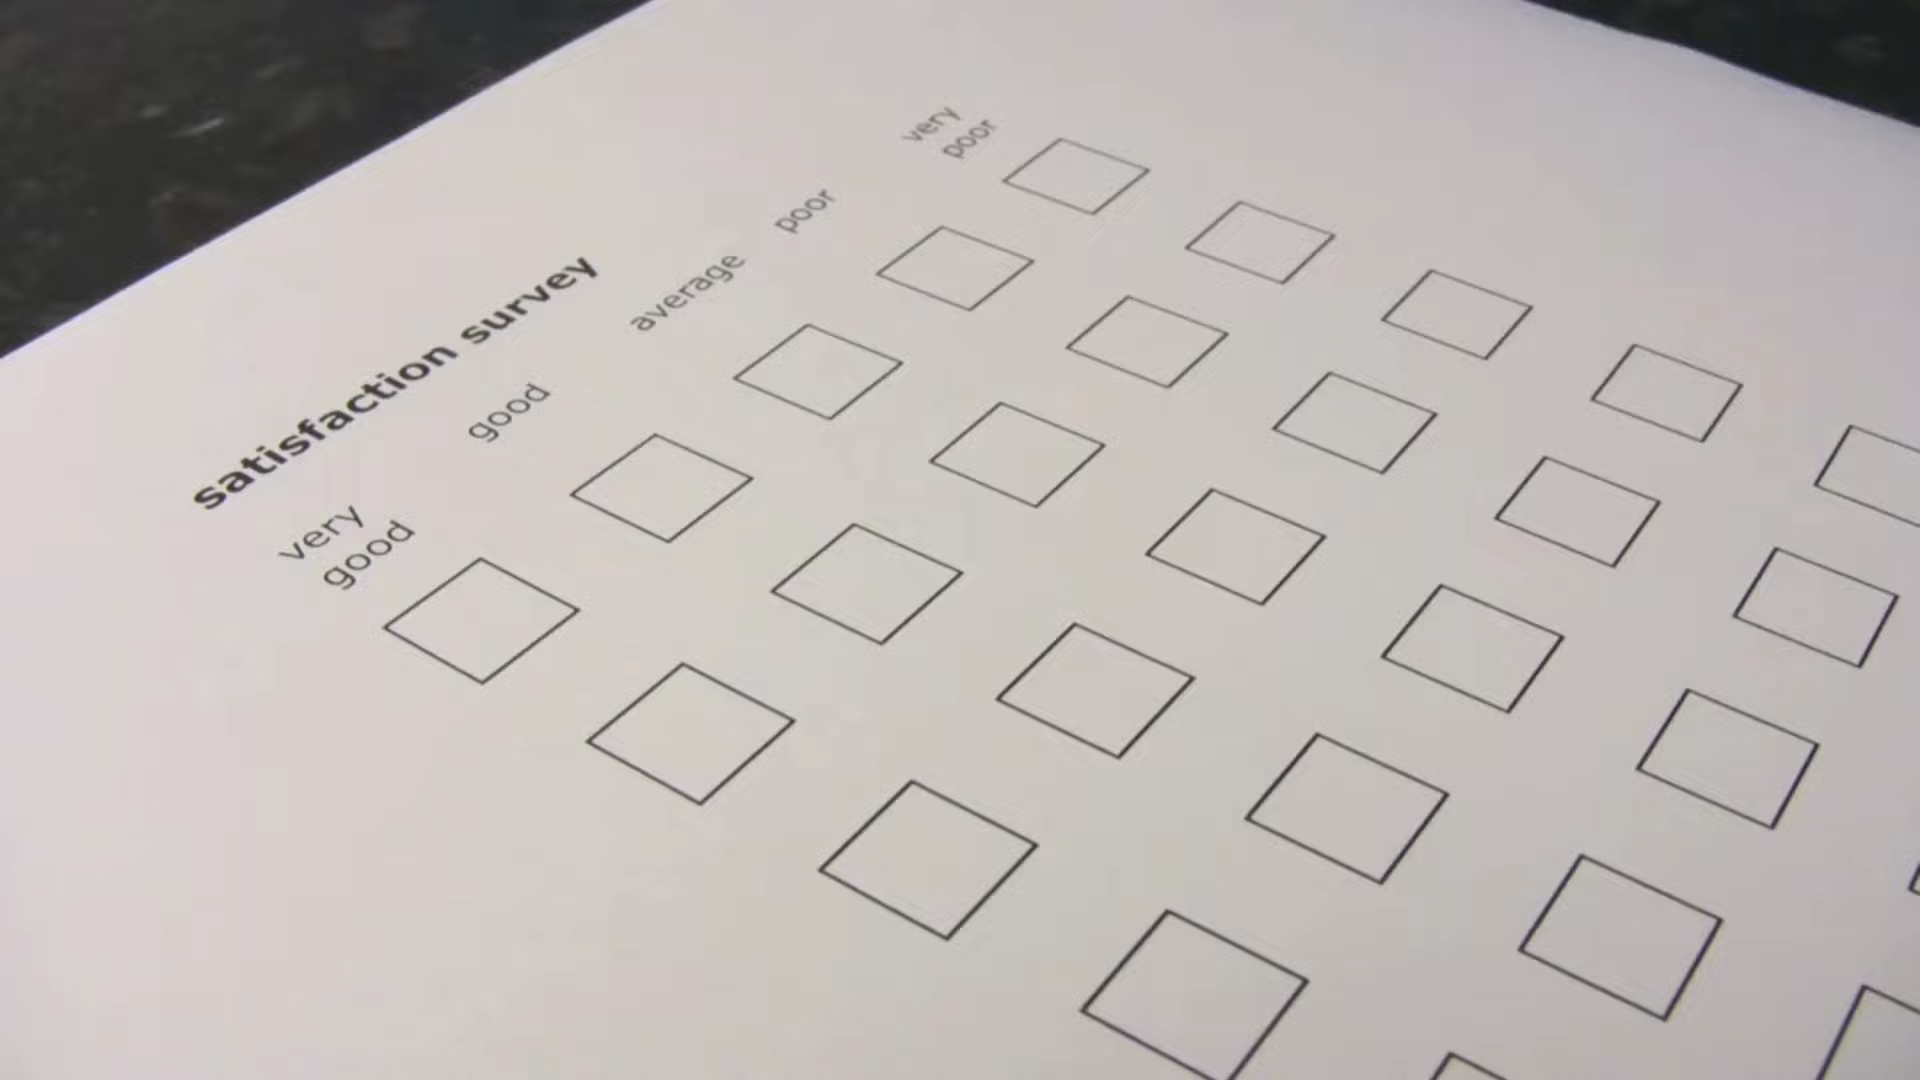 satisfaction survey
very
good
good
average
poor
very
poor